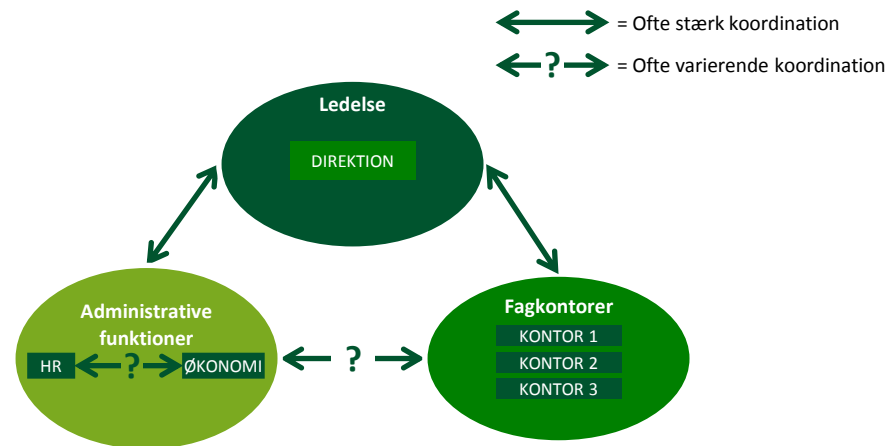 = Ofte stærk koordination
? = Ofte varierende koordination
Ledelse
DIREKTION
Administrative
funktioner
HR ? ØKONOMI
?
Fagkontorer
KONTOR 1
KONTOR 2
KONTOR 3